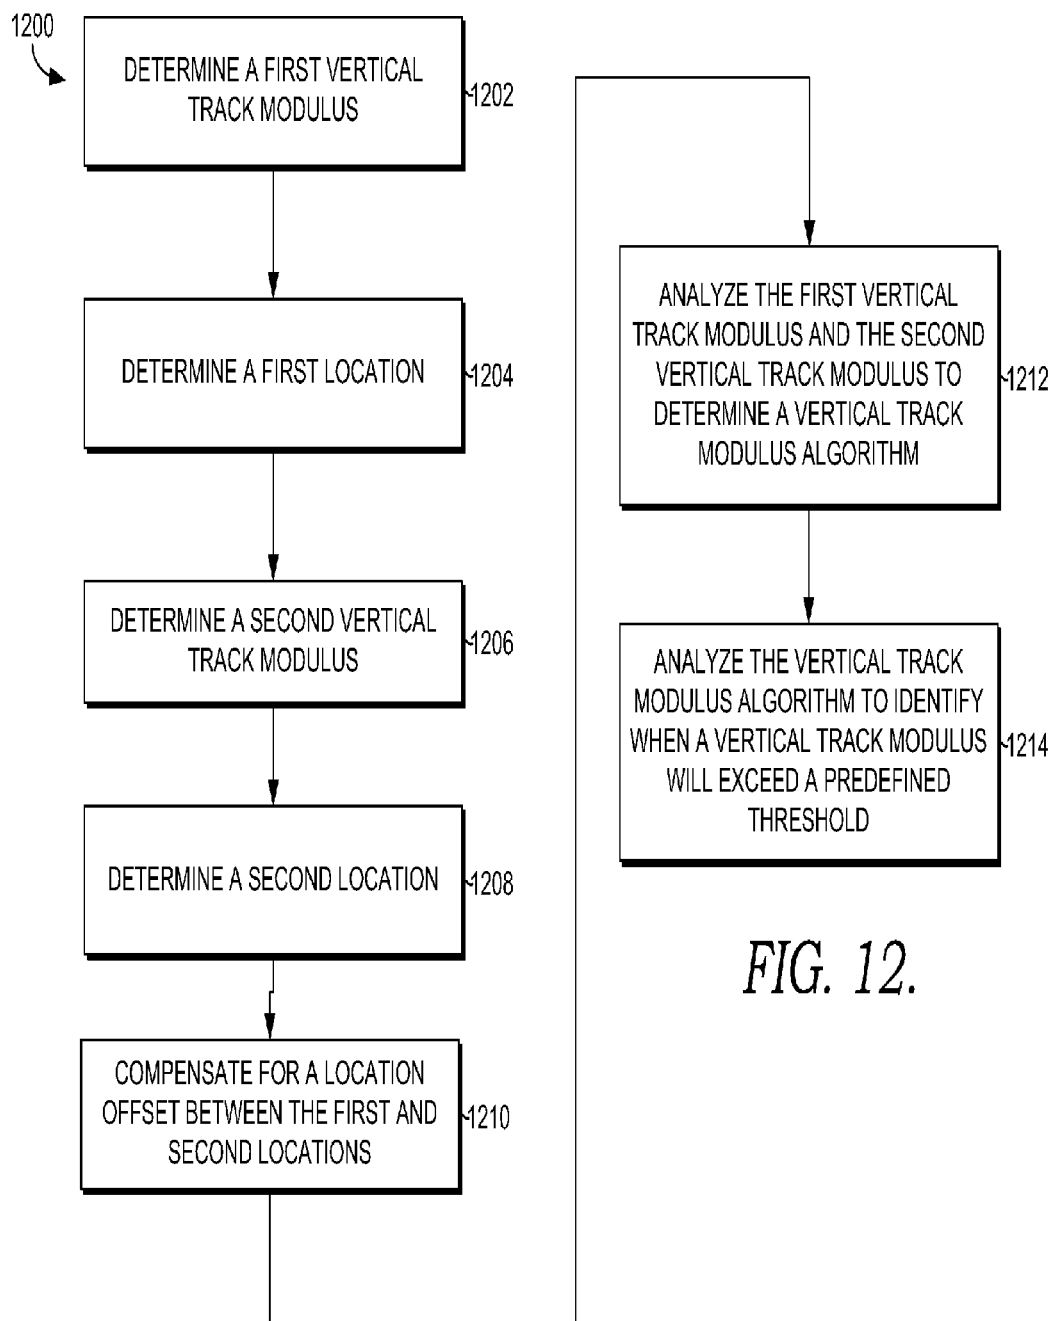 1200
DETERMINE A FIRST VERTICAL
TRACK MODULUS
1202
DETERMINE A FIRST LOCATION
1204
DETERMINE A SECOND VERTICAL
TRACK MODULUS
1206
DETERMINE A SECOND LOCATION
1208
COMPENSATE FOR A LOCATION
OFFSET BETWEEN THE FIRST AND
SECOND LOCATIONS
1210
ANALYZE THE FIRST VERTICAL
TRACK MODULUS AND THE SECOND
VERTICAL TRACK MODULUS TO
DETERMINE A VERTICAL TRACK
MODULUS ALGORITHM
1212
ANALYZE THE VERTICAL TRACK
MODULUS ALGORITHM TO IDENTIFY
WHEN A VERTICAL TRACK MODULUS
WILL EXCEED A PREDEFINED
THRESHOLD
1214
FIG. 12.